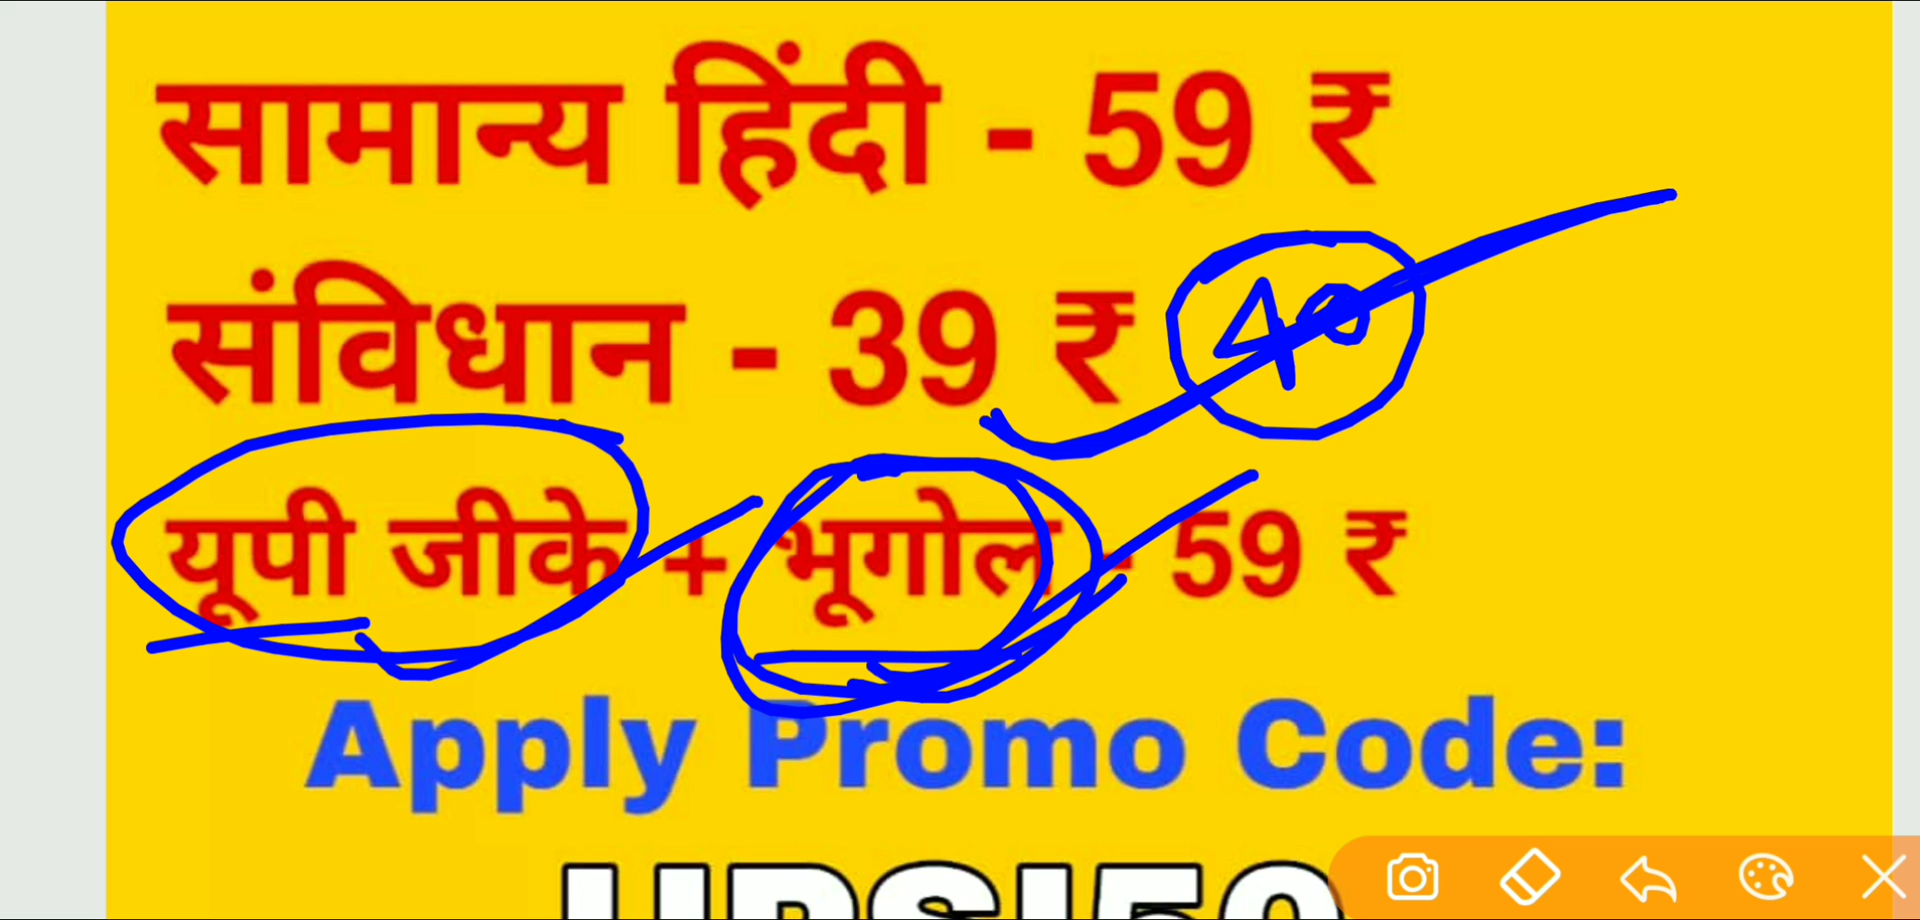 सामान्य हिंदी - 59 ₹
संविधान - 39 ₹ 40
यूपी जीके + भूगोल - 59 ₹
Apply Promo Code: